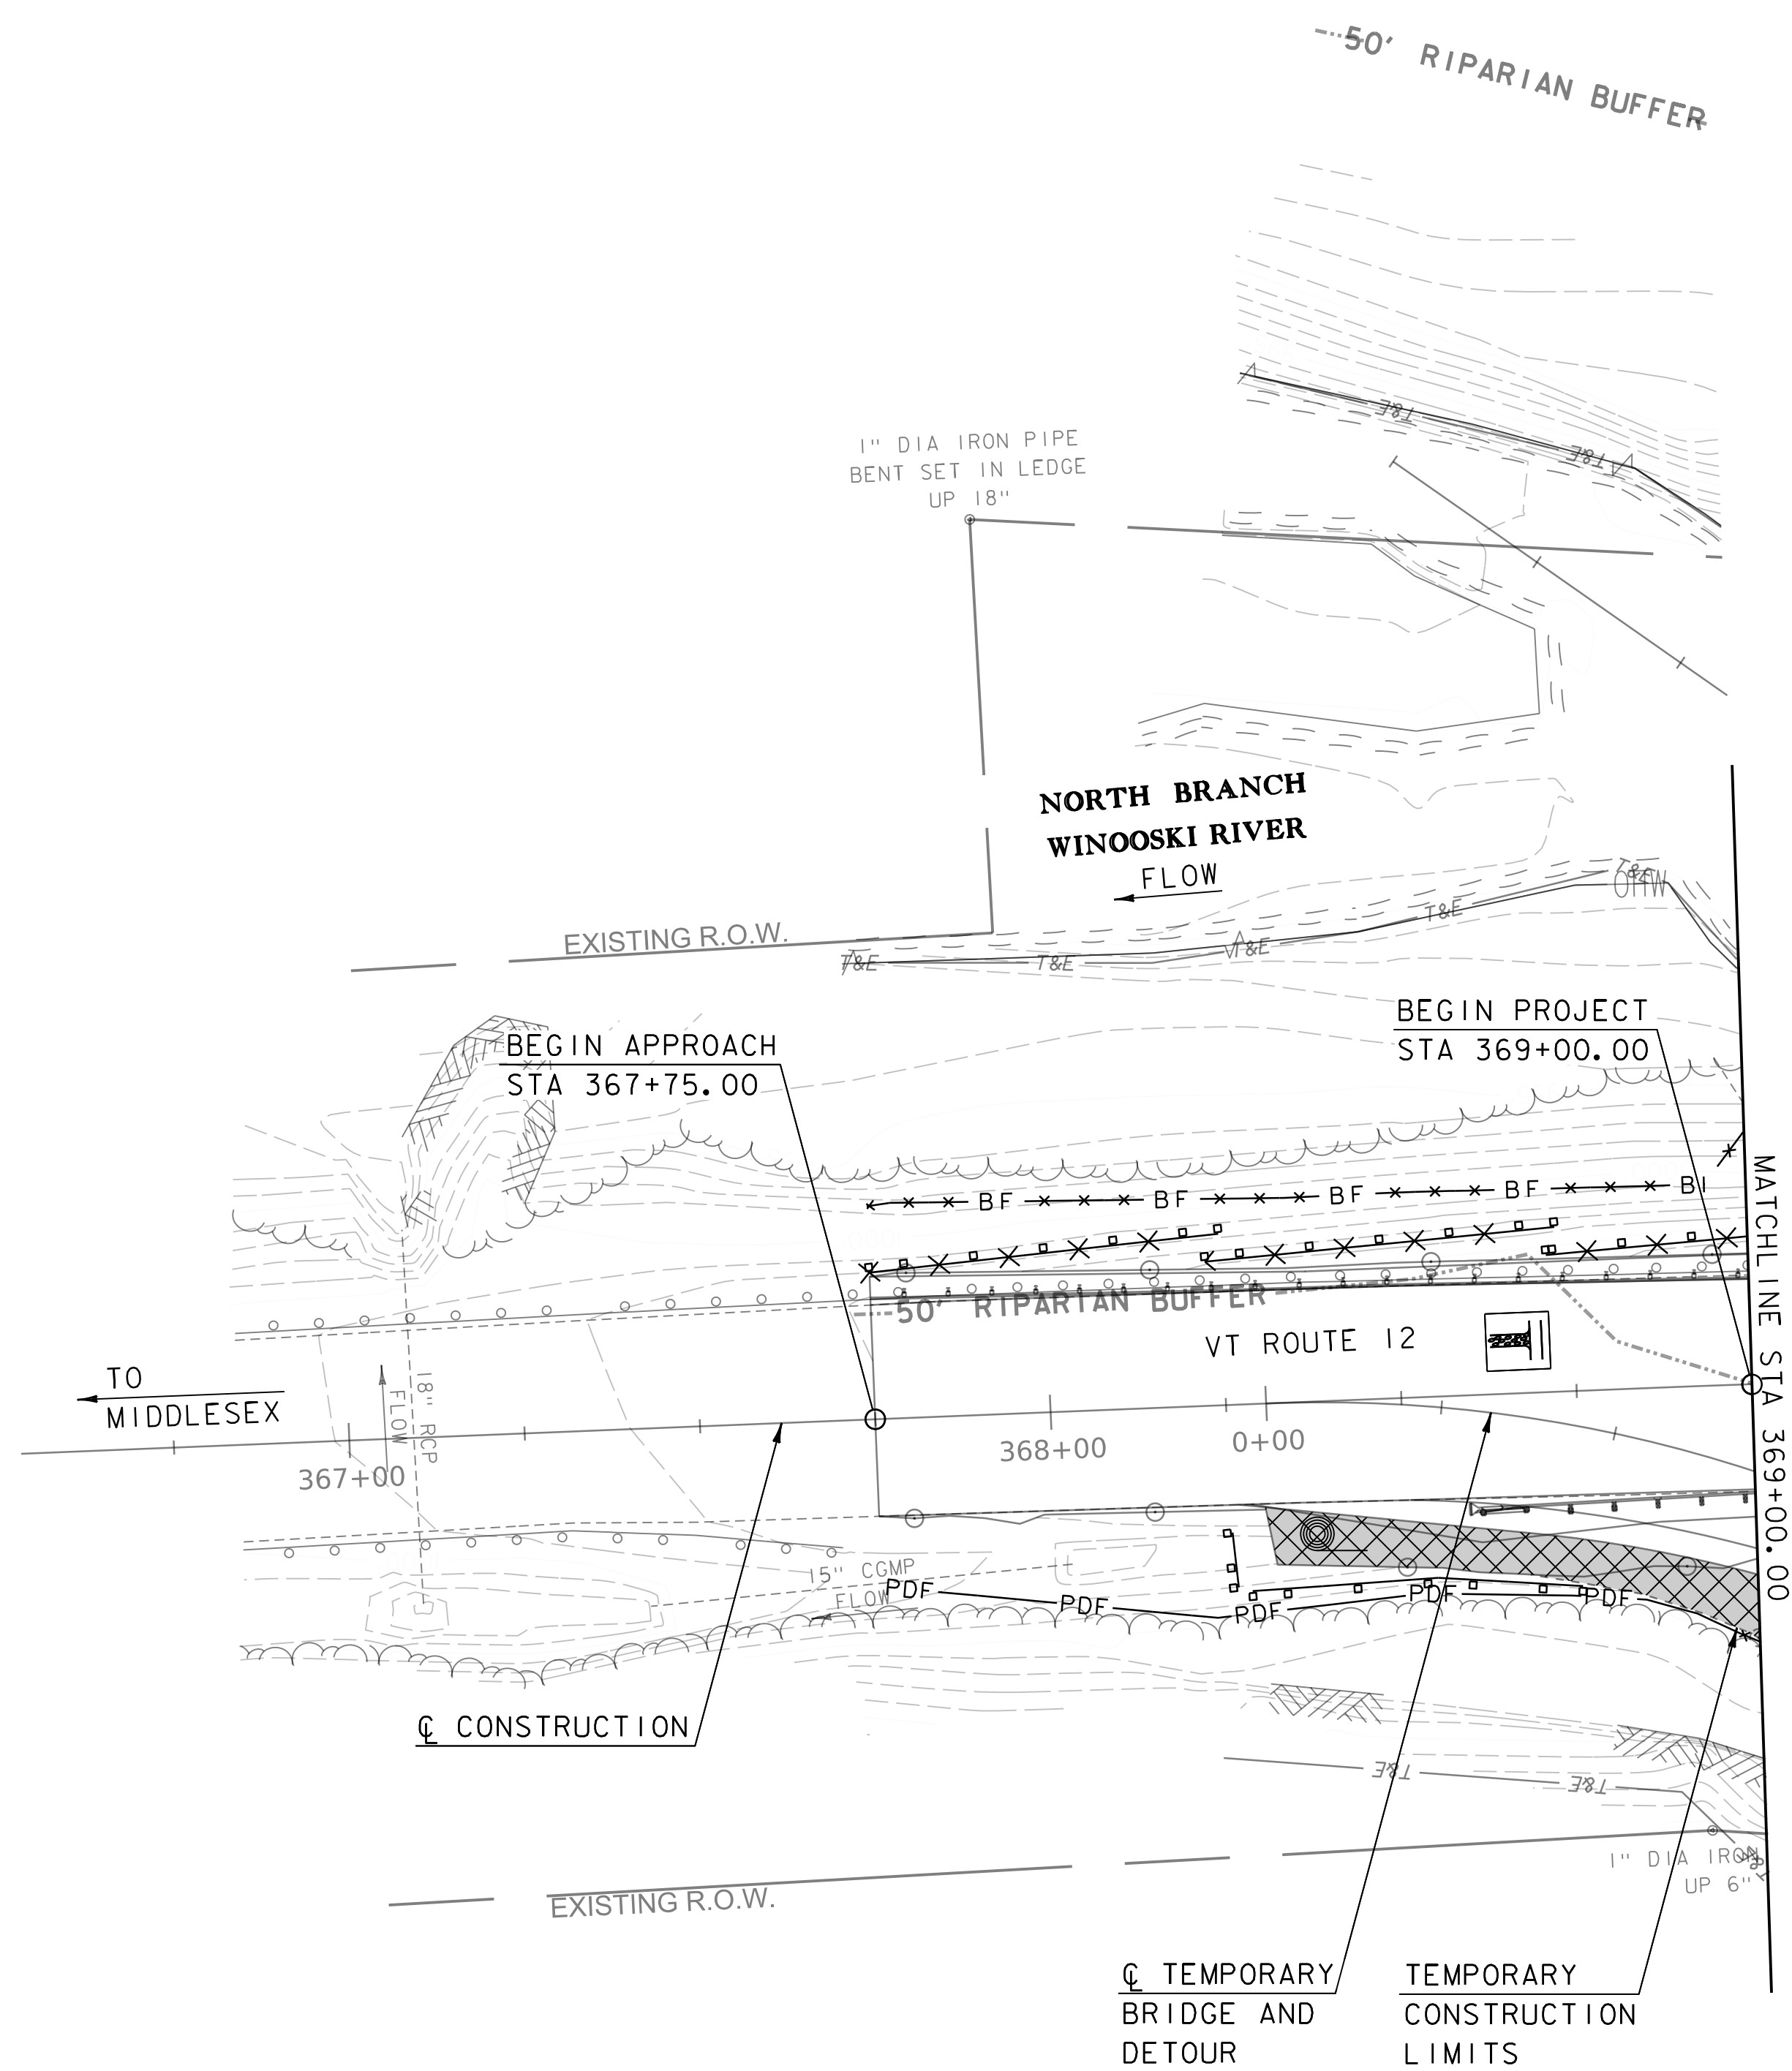 50' RIPARIAN BUFFER
T&E
T&E
1" DIA IRON PIPE
BENT SET IN LEDGE
UP 18"
NORTH BRANCH
WINOOSKI RIVER
FLOW
T&E
OHW
T&E
EXISTING R.O.W.
T&E
T&E
T&E
BEGIN PROJECT
STA 369+00.00
BEGIN APPROACH
STA 367+75.00
MATCHLINE STA 369+00.00
BF
BF
BF
BF
50' RIPARIAN BUFFER
VT ROUTE 12
TO
MIDDLESEX
FLOW
18" RCP
367+00
368+00
0+00
15" CGMP
FLOW
PDF
PDF
PDF
PDF
PDF
℄ CONSTRUCTION
T&E
T&E
1" DIA IRON
UP 6"
EXISTING R.O.W.
℄ TEMPORARY
BRIDGE AND
DETOUR
TEMPORARY
CONSTRUCTION
LIMITS